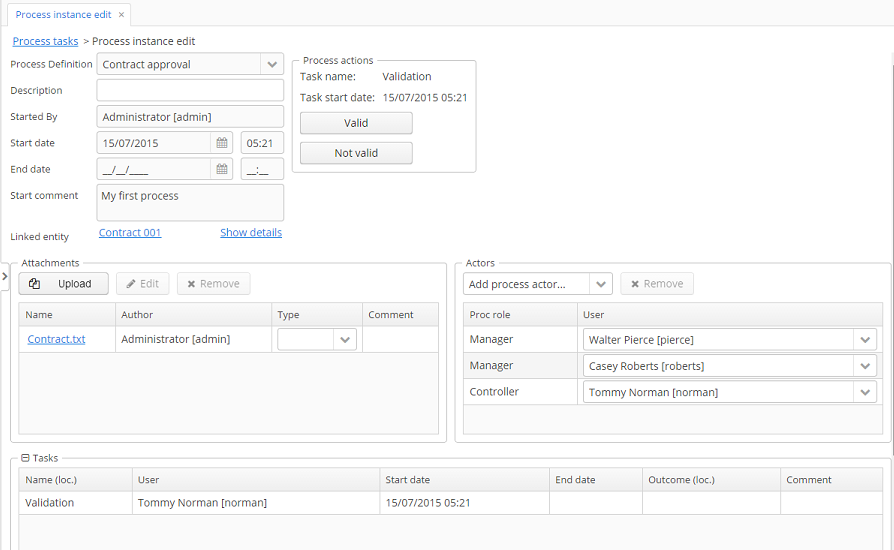 Process instance edit ×
Process tasks > Process instance edit
Process Definition Contract approval
Description
Started By Administrator [admin]
Start date 15/07/2015 05:21
End date __/__/____ __:__
Start comment My first process
Linked entity Contract 001 Show details
Process actions
Task name: Validation
Task start date: 15/07/2015 05:21
Valid
Not valid
Attachments
Upload Edit Remove
Name Author Type Comment
Contract.txt Administrator [admin]
Actors
Add process actor... Remove
Proc role User
Manager Walter Pierce [pierce]
Manager Casey Roberts [roberts]
Controller Tommy Norman [norman]
Tasks
Name (loc.) User Start date End date Outcome (loc.) Comment
Validation Tommy Norman [norman] 15/07/2015 05:21